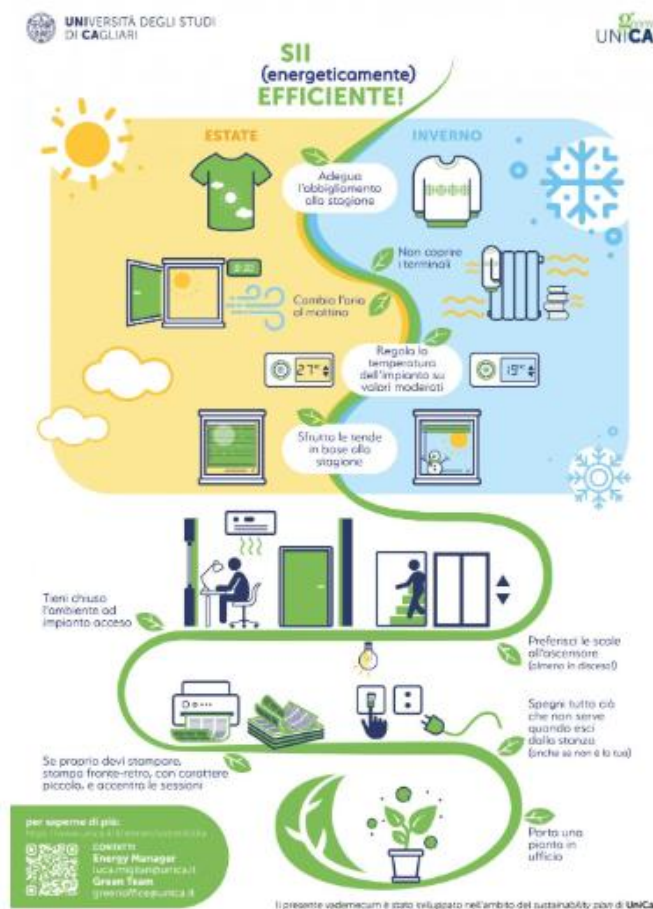 UNIVERSITÀ DEGLI STUDI
DI CAGLIARI
green
UNICA
SII
(energeticamente)
EFFICIENTE!
ESTATE
INVERNO
Adegua
l'abbigliamento
alla stagione
Non coprire
i terminali
Cambia l'aria
al mattino
Regola la
temperatura
dell'impianto su
valori moderati
27°
19°
Sfrutta le tende
in base alla
stagione
Tieni chiuso
l'ambiente ad
impianto acceso
Preferisci le scale
all'ascensore
(almeno in discesa!)
Spegni tutto ciò
che non serve
quando esci
dalla stanza
(anche se non è la tua)
Se proprio devi stampare,
stampa fronte-retro, con carattere
piccolo, e accentra le sessioni
Porta una
pianta in
ufficio
per saperne di più:
CONTATTI
Energy Manager
Green Team
greenoffice@unica.it
Il presente vademecum è stato sviluppato nell'ambito del sustainability plan di UniCa